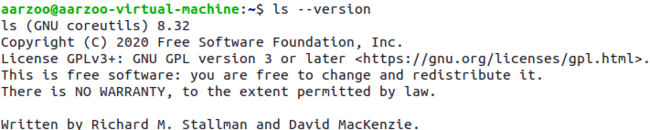 aarzoo@aarzoo-virtual-machine:~$ ls --version
ls (GNU coreutils) 8.32
Copyright (C) 2020 Free Software Foundation, Inc.
License GPLv3+: GNU GPL version 3 or later <https://gnu.org/licenses/gpl.html>.
This is free software: you are free to change and redistribute it.
There is NO WARRANTY, to the extent permitted by law.
Written by Richard M. Stallman and David MacKenzie.